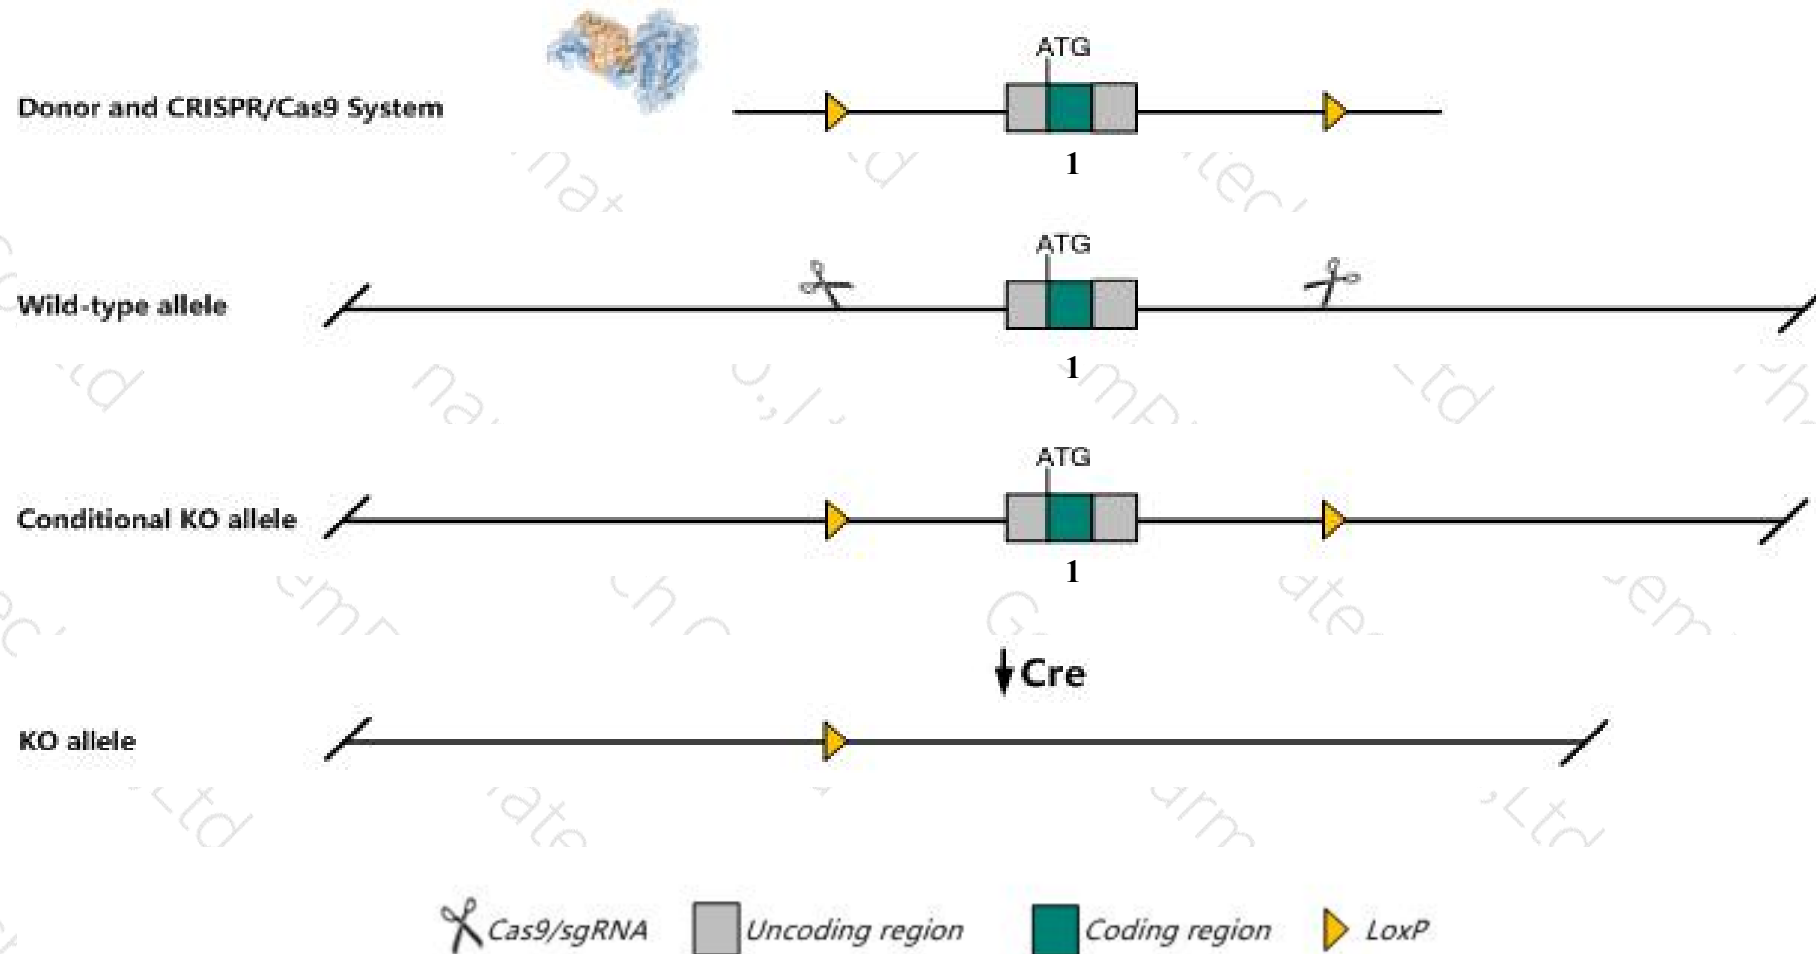 ATG
Donor and CRISPR/Cas9 System
1
ATG
Wild-type allele
1
ATG
Conditional KO allele
1
Cre
KO allele
Cas9/sgRNA Uncoding region Coding region LoxP